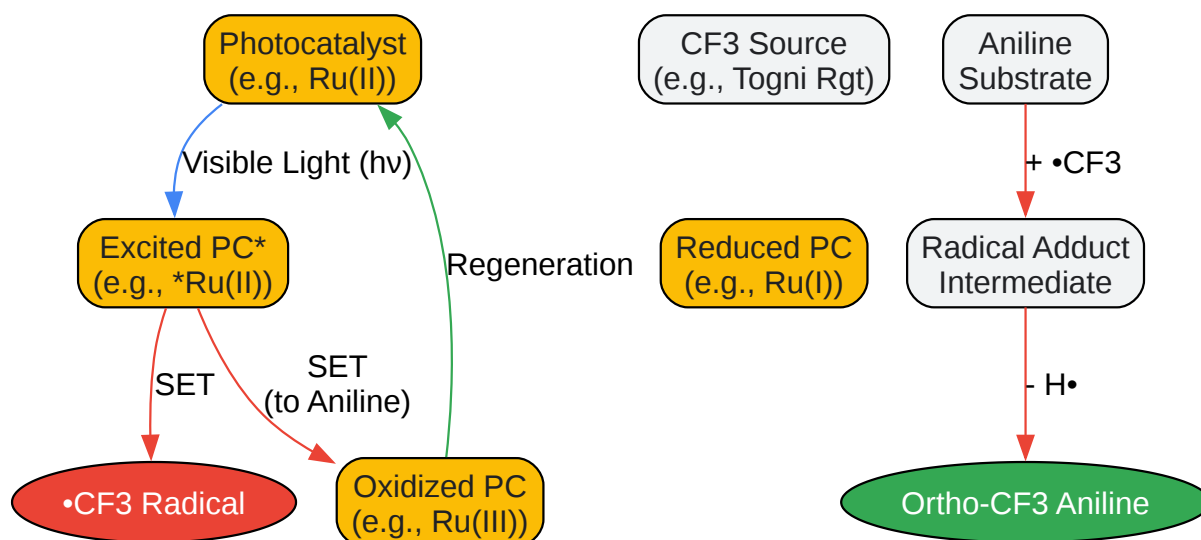 Photocatalyst
(e.g., Ru(II))
CF3 Source
(e.g., Togni Rgt)
Aniline
Substrate
Visible Light (hν)
+ •CF3
Excited PC*
(e.g., *Ru(II))
Regeneration
Reduced PC
(e.g., Ru(I))
Radical Adduct
Intermediate
SET
SET
(to Aniline)
- H•
•CF3 Radical
Oxidized PC
(e.g., Ru(III))
Ortho-CF3 Aniline